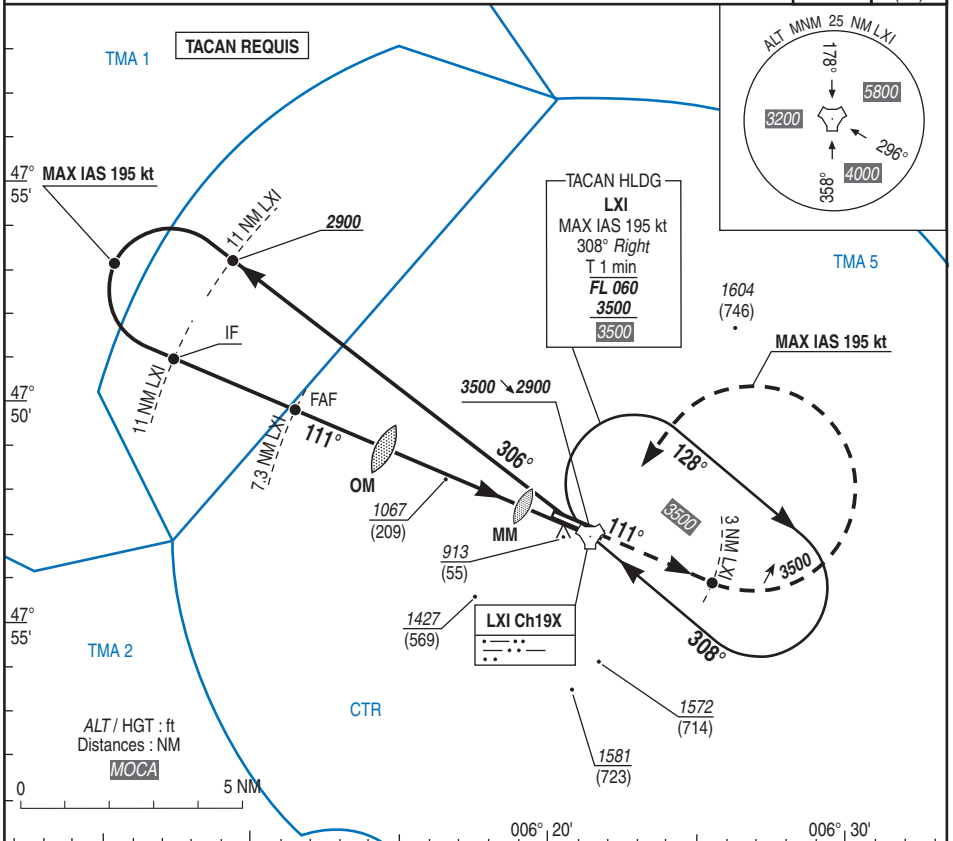 TACAN REQUIS
TMA 1
ALT MNM 25 NM LXI
178°
5800
3200
296°
4000
358°
47°
55'
MAX IAS 195 kt
11 NM LXI
2900
TACAN HLDG
LXI
MAX IAS 195 kt
308° Right
T 1 min
FL 060
3500
3500
TMA 5
1604
(746)
MAX IAS 195 kt
IF
11 NM LXI
47°
50'
3500 ↘ 2900
FAF
111°
7.3 NM LXI
306°
128°
OM
1067
(209)
MM
3500
111°
3 NM LXI
913
(55)
↗ 3500
1427
(569)
LXI Ch19X
308°
47°
55'
TMA 2
CTR
1572
(714)
1581
(723)
ALT / HGT : ft
Distances : NM
MOCA
0 5 NM
006° 20'
006° 30'